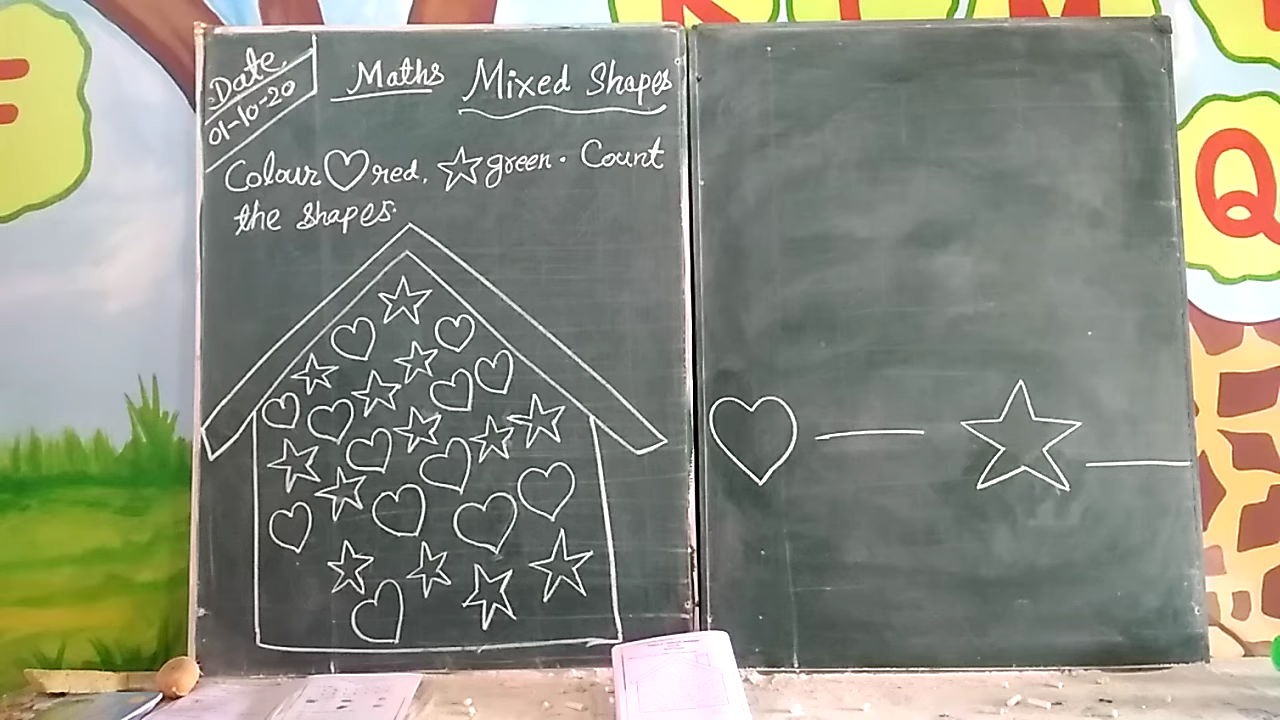 Date
01-10-20
Maths Mixed Shapes
Colour red, green. Count
the shapes.
Q